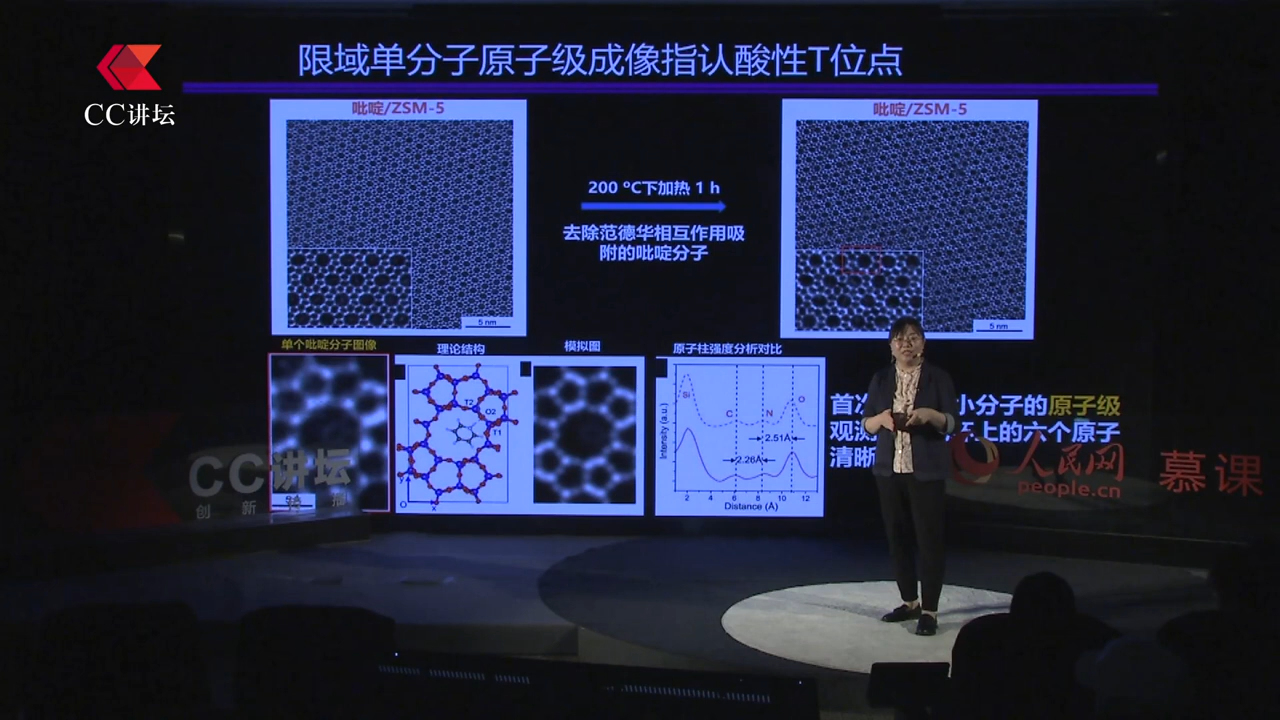 限域单分子原子级成像指认酸性T位点
CC讲坛
吡啶/ZSM-5
吡啶/ZSM-5
200 °C下加热 1 h
去除范德华相互作用吸
附的吡啶分子
5 nm
5 nm
单个吡啶分子图像
理论结构
模拟图
原子柱强度分析对比
T2
O2
T1
Y
O
X
Intensity (a.u.)
Si
C
N
O
2.51Å
2.26Å
2 4 6 8 10 12
Distance (Å)
首次
小分子的原子级
观测
上的六个原子
清晰
CC讲坛
创 新
人民网
people.cn
慕课